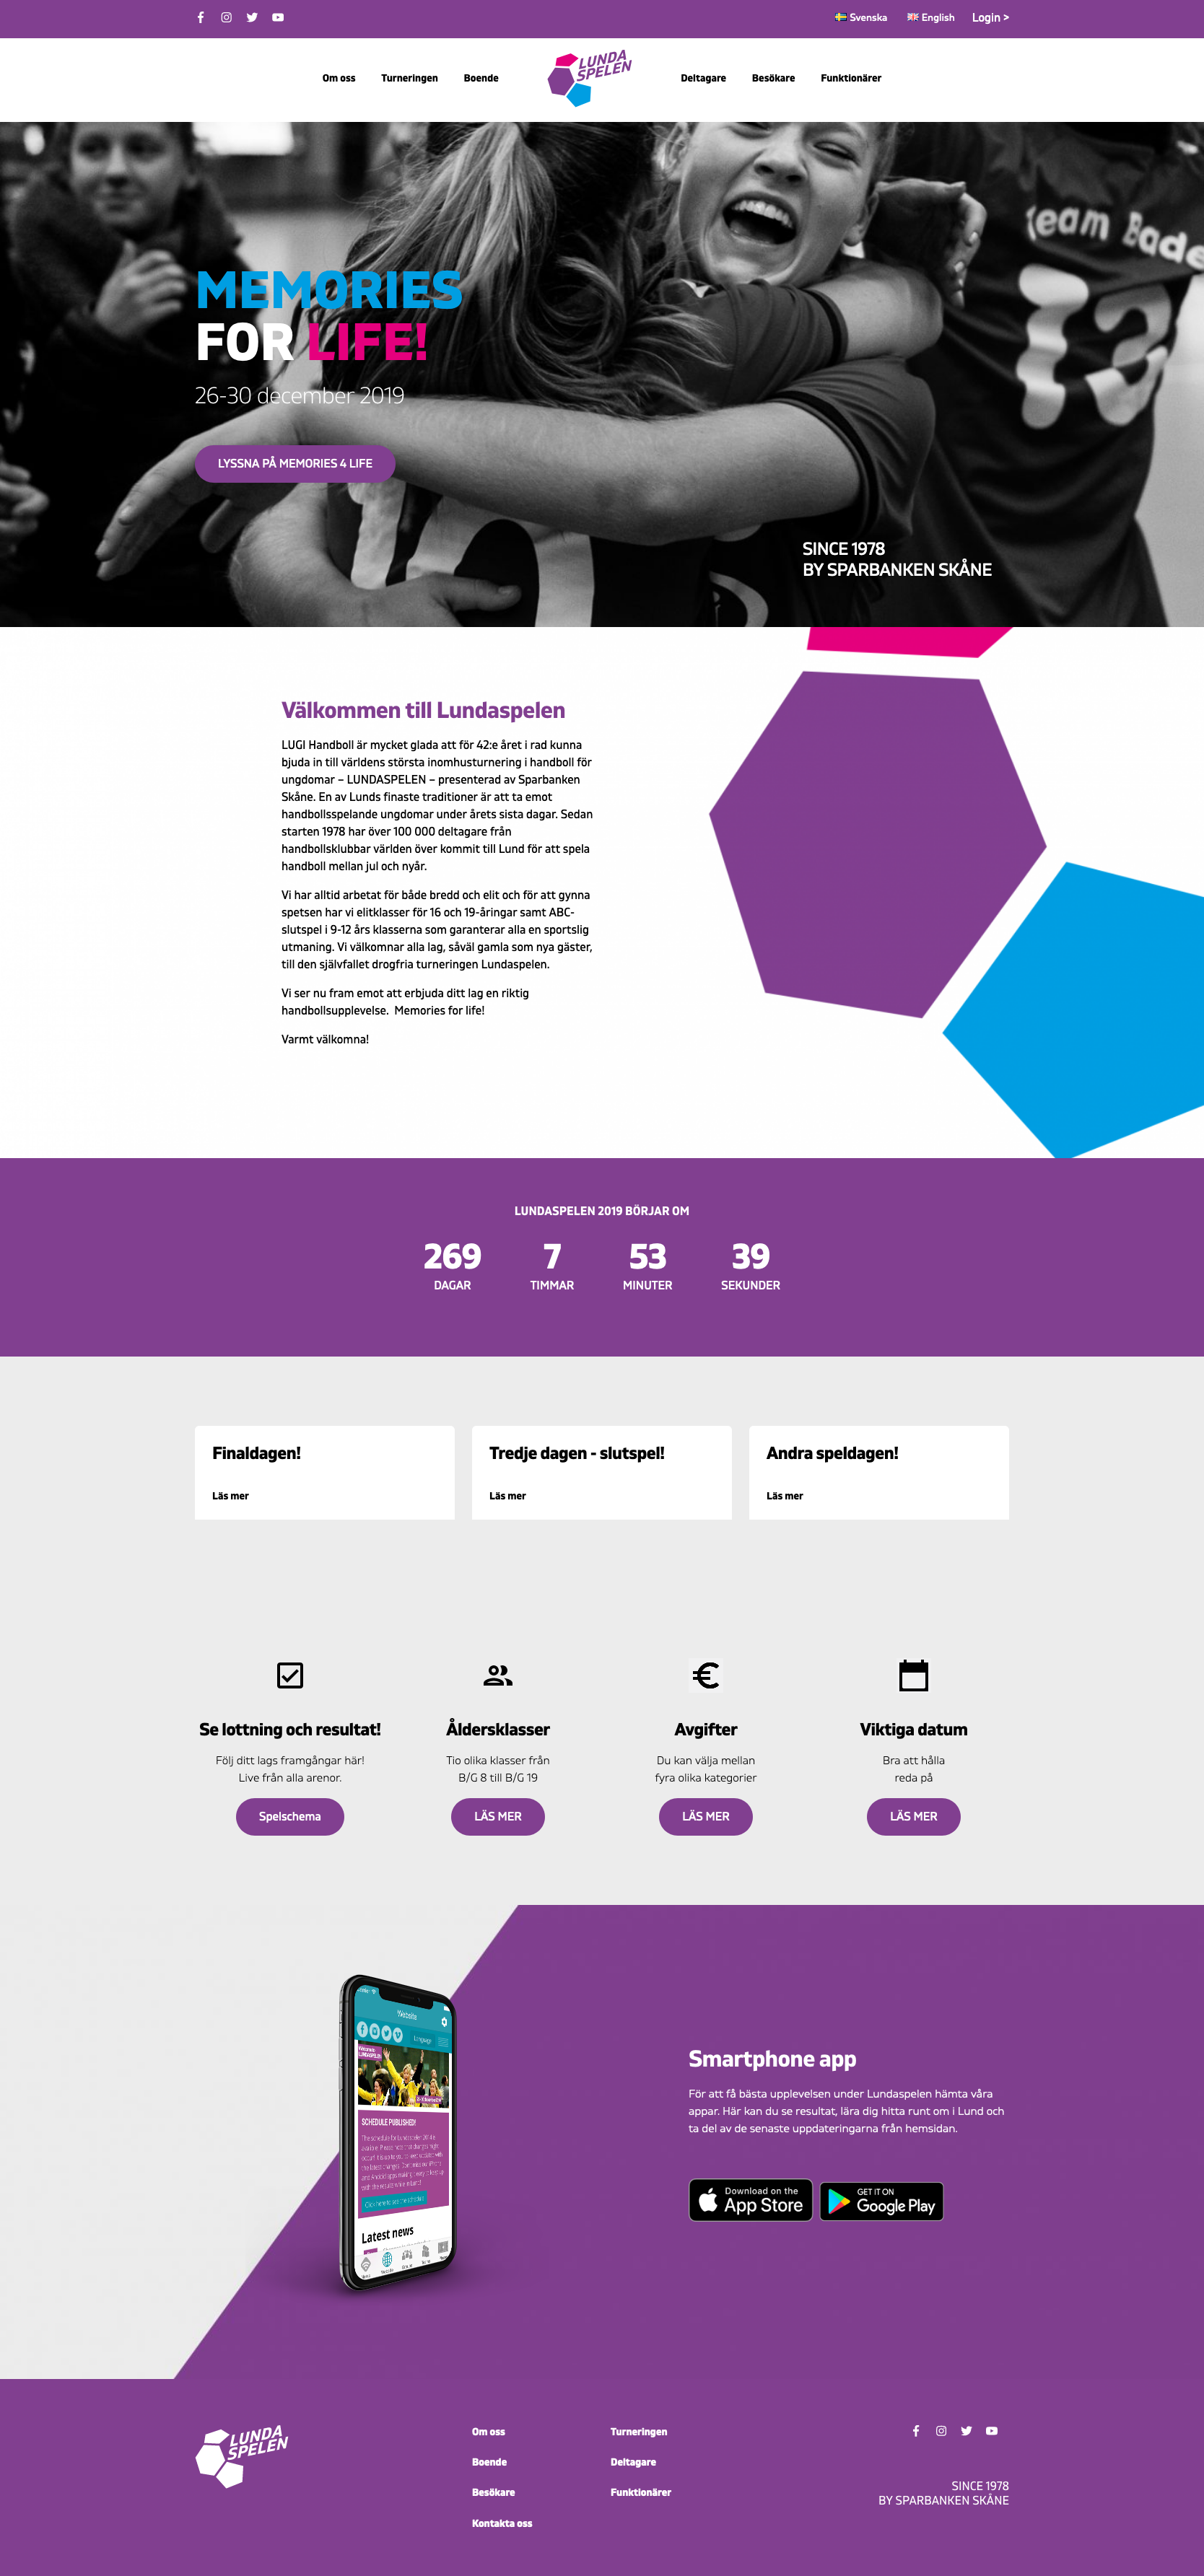 Svenska
English
Login >
Om oss
Turneringen
Boende
LUNDA
SPELEN
Deltagare
Besökare
Funktionärer
Team Bade
MEMORIES
FOR LIFE!
26-30 december 2019
LYSSNA PÅ MEMORIES 4 LIFE
SINCE 1978
BY SPARBANKEN SKÅNE
Välkommen till Lundaspelen
LUGI Handboll är mycket glada att för 42:e året i rad kunna
bjuda in till världens största inomhusturnering i handboll för
ungdomar – LUNDASPELEN – presenterad av Sparbanken
Skåne. En av Lunds finaste traditioner är att ta emot
handbollsspelande ungdomar under årets sista dagar. Sedan
starten 1978 har över 100 000 deltagare från
handbollsklubbar världen över kommit till Lund för att spela
handboll mellan jul och nyår.
Vi har alltid arbetat för både bredd och elit och för att gynna
spetsen har vi elitklasser för 16 och 19-åringar samt ABC-
slutspel i 9-12 års klasserna som garanterar alla en sportslig
utmaning. Vi välkomnar alla lag, såväl gamla som nya gäster,
till den självfallet drogfria turneringen Lundaspelen.
Vi ser nu fram emot att erbjuda ditt lag en riktig
handbollsupplevelse.  Memories for life!
Varmt välkomna!
LUNDASPELEN 2019 BÖRJAR OM
269
DAGAR
7
TIMMAR
53
MINUTER
39
SEKUNDER
Finaldagen!
Läs mer
Tredje dagen - slutspel!
Läs mer
Andra speldagen!
Läs mer
Se lottning och resultat!
Följ ditt lags framgångar här!
Live från alla arenor.
Spelschema
Åldersklasser
Tio olika klasser från
B/G 8 till B/G 19
LÄS MER
Avgifter
Du kan välja mellan
fyra olika kategorier
LÄS MER
Viktiga datum
Bra att hålla
reda på
LÄS MER
Website
Language
SCHEDULE PUBLISHED!
Latest news
Smartphone app
För att få bästa upplevelsen under Lundaspelen hämta våra
appar. Här kan du se resultat, lära dig hitta runt om i Lund och
ta del av de senaste uppdateringarna från hemsidan.
Download on the
App Store
GET IT ON
Google Play
LUNDA
SPELEN
Om oss
Boende
Besökare
Kontakta oss
Turneringen
Deltagare
Funktionärer
SINCE 1978
BY SPARBANKEN SKÅNE